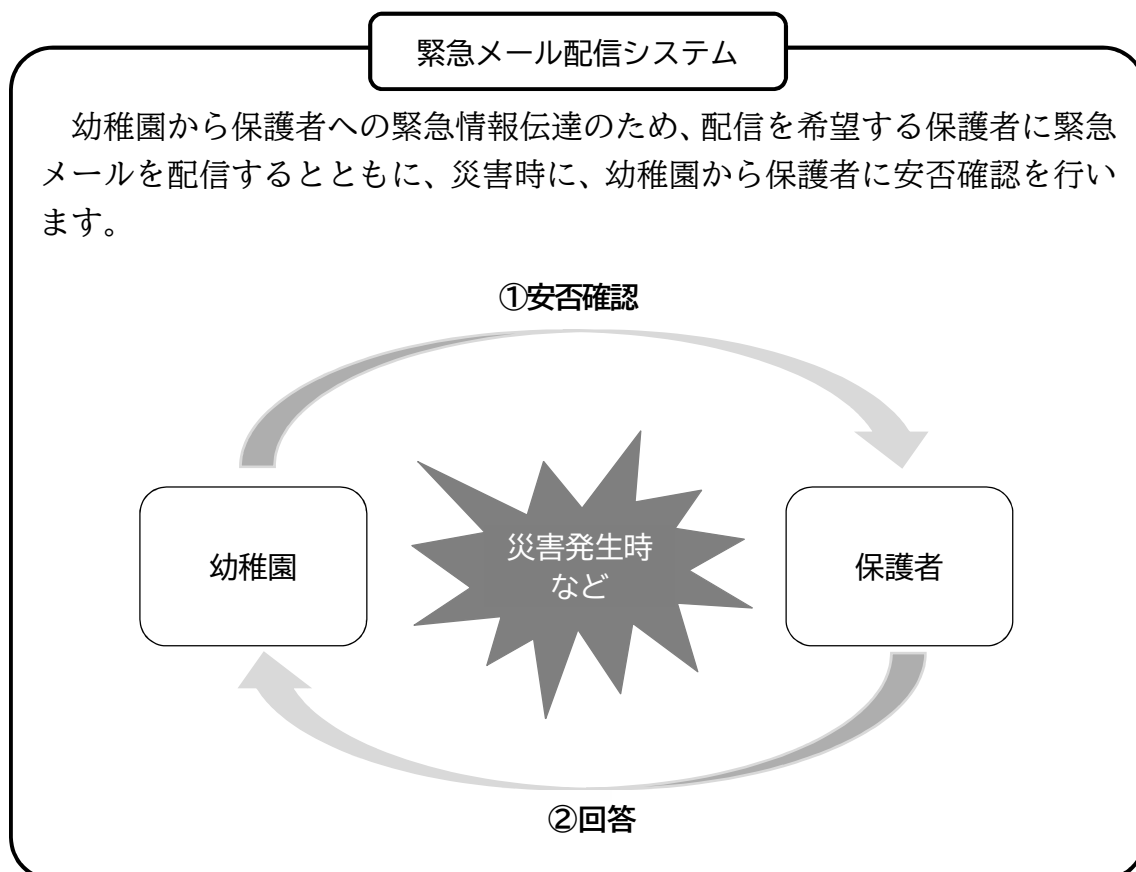 緊急メール配信システム
幼稚園から保護者への緊急情報伝達のため、配信を希望する保護者に緊急
メールを配信するとともに、災害時に、幼稚園から保護者に安否確認を行い
ます。
①安否確認
災害発生時
など
幼稚園
保護者
②回答